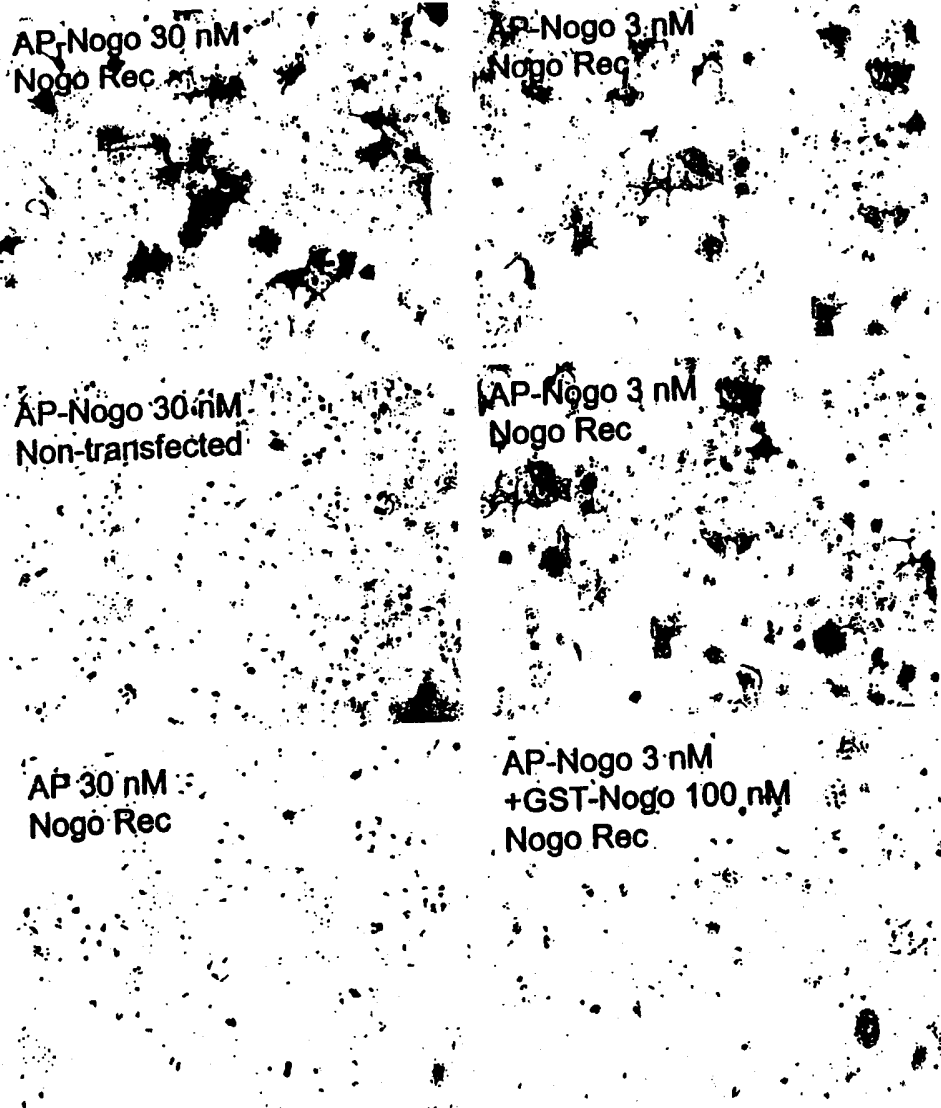 AP-Nogo 30 nM
Nogo Rec
AP-Nogo 3 nM
Nogo Rec
AP-Nogo 30 nM
Non-transfected
AP-Nogo 3 nM
Nogo Rec
AP 30 nM
Nogo Rec
AP-Nogo 3 nM
+GST-Nogo 100 nM
Nogo Rec